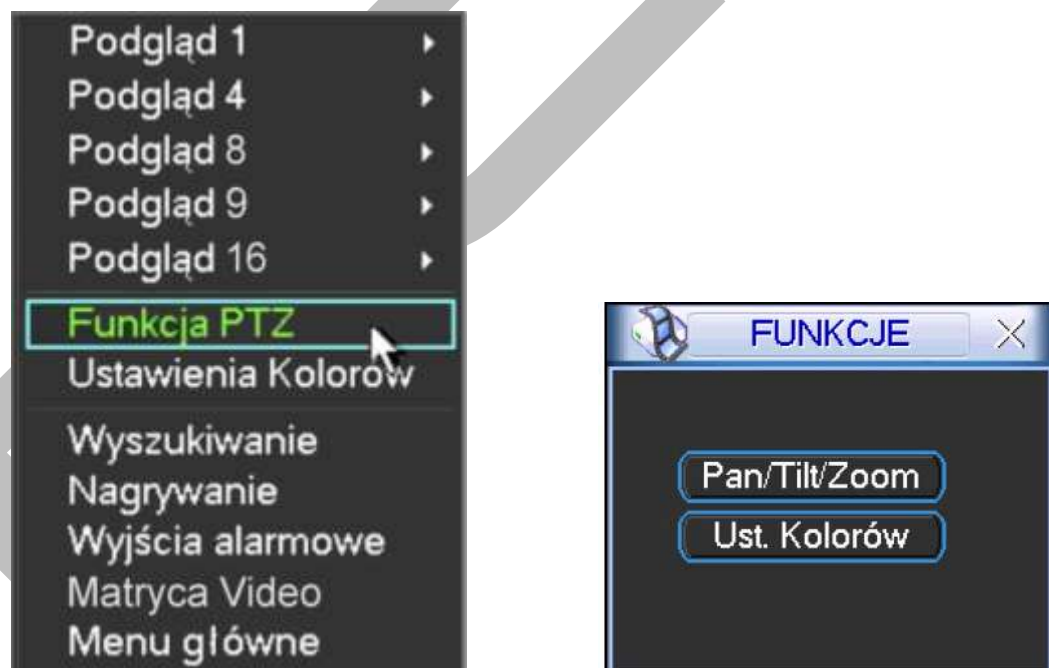 Podgląd 1
Podgląd 4
Podgląd 8
Podgląd 9
Podgląd 16
Funkcja PTZ
Ustawienia Kolorów
Wyszukiwanie
Nagrywanie
Wyjścia alarmowe
Matryca Video
Menu główne
FUNKCJE
Pan/Tilt/Zoom
Ust. Kolorów